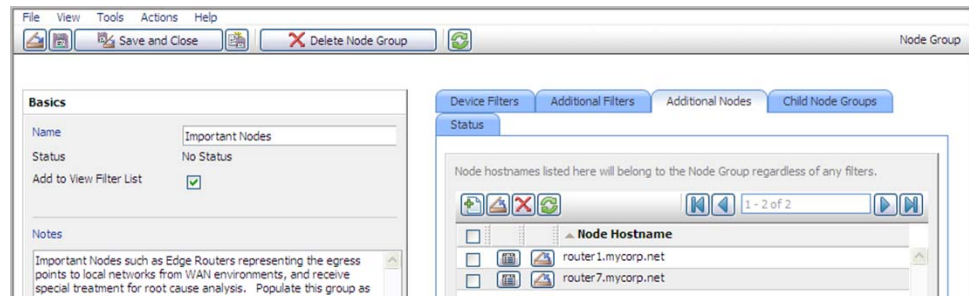 File View Tools Actions Help
Save and Close Delete Node Group Node Group
Basics
Name Important Nodes
Status No Status
Add to View Filter List
Notes
Important Nodes such as Edge Routers representing the egress
points to local networks from WAN environments, and receive
special treatment for root cause analysis. Populate this group as
Device Filters Additional Filters Additional Nodes Child Node Groups
Status
Node hostnames listed here will belong to the Node Group regardless of any filters.
1 - 2 of 2
Node Hostname
router1.mycorp.net
router7.mycorp.net